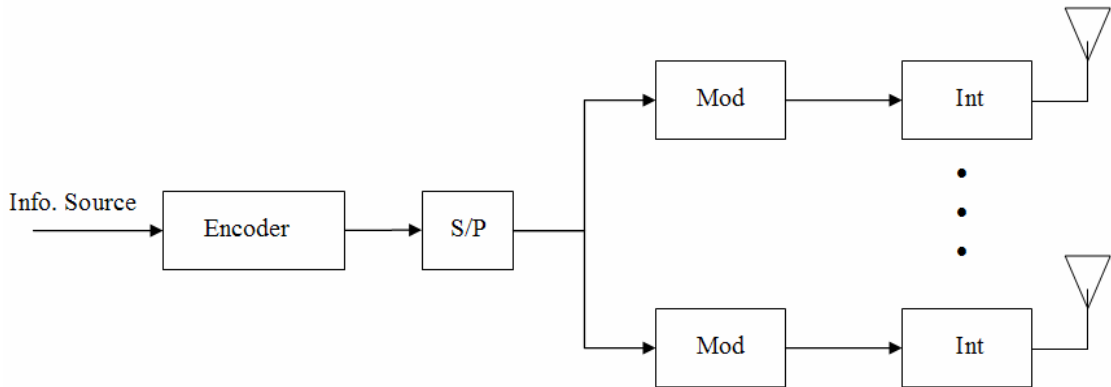 Info. Source
Encoder
S/P
Mod
Int
Mod
Int